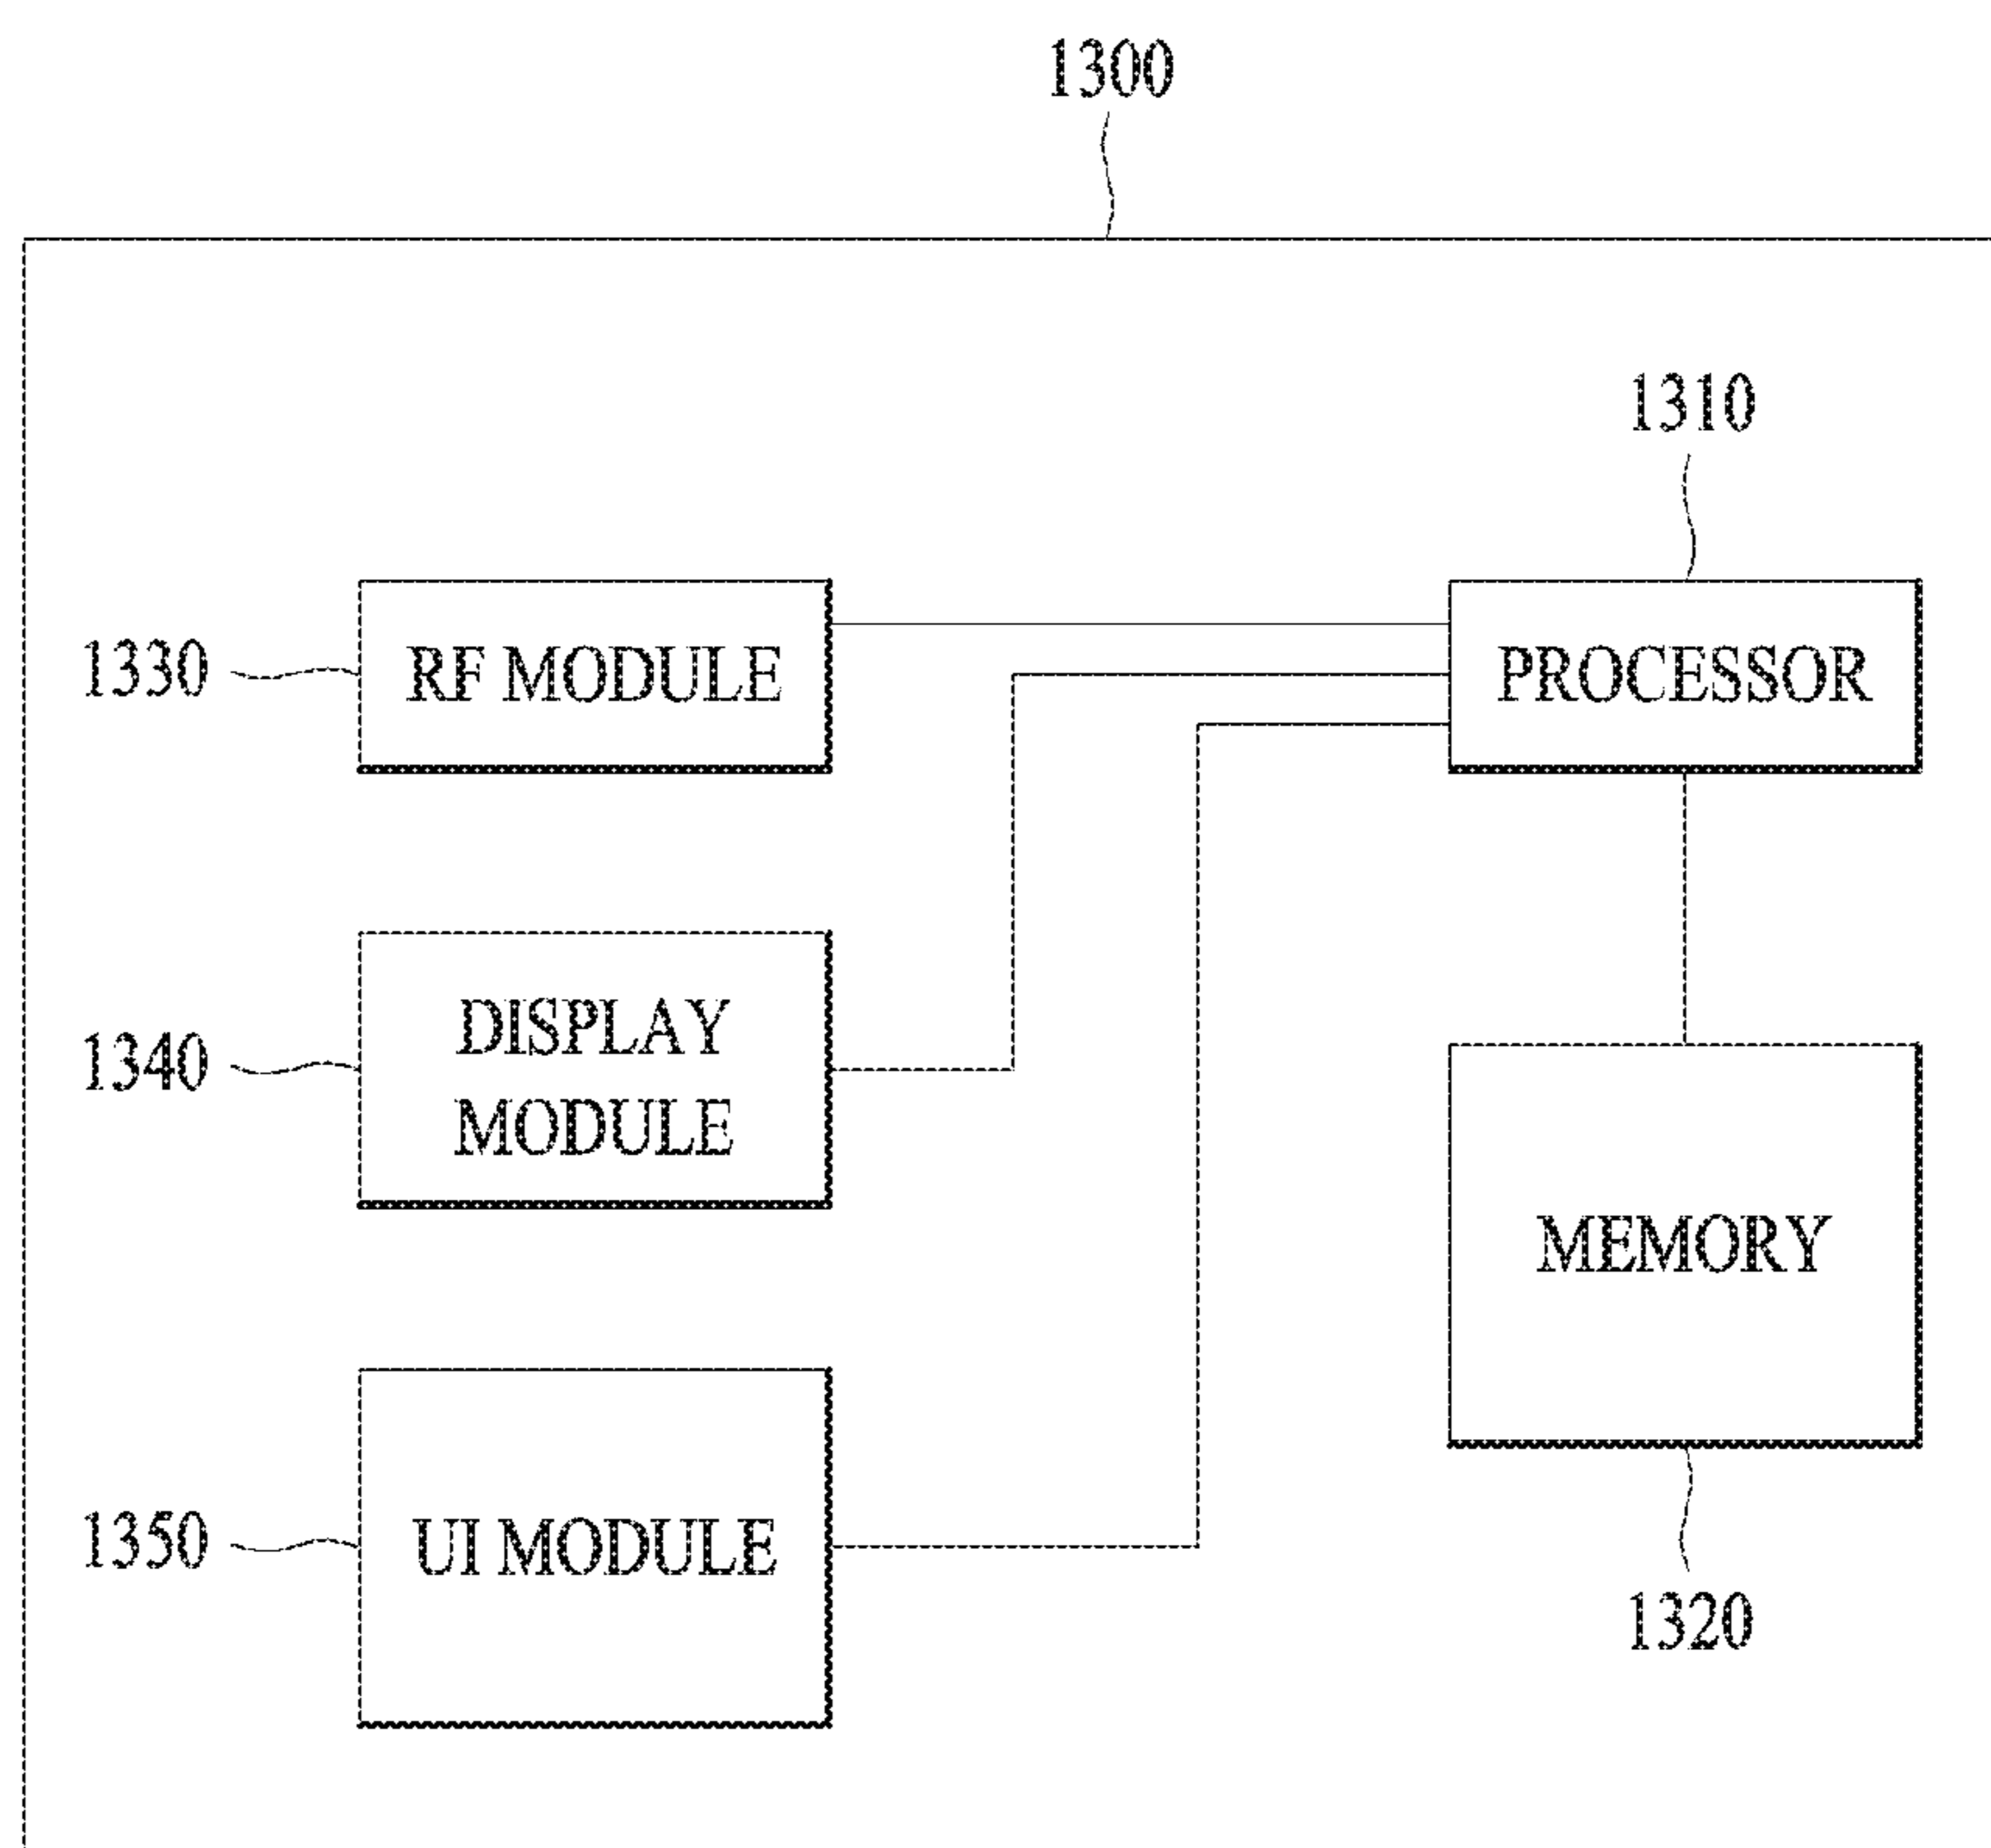 1300
1310
1330
RF MODULE
PROCESSOR
1340
DISPLAY
MODULE
MEMORY
1350
UI MODULE
1320